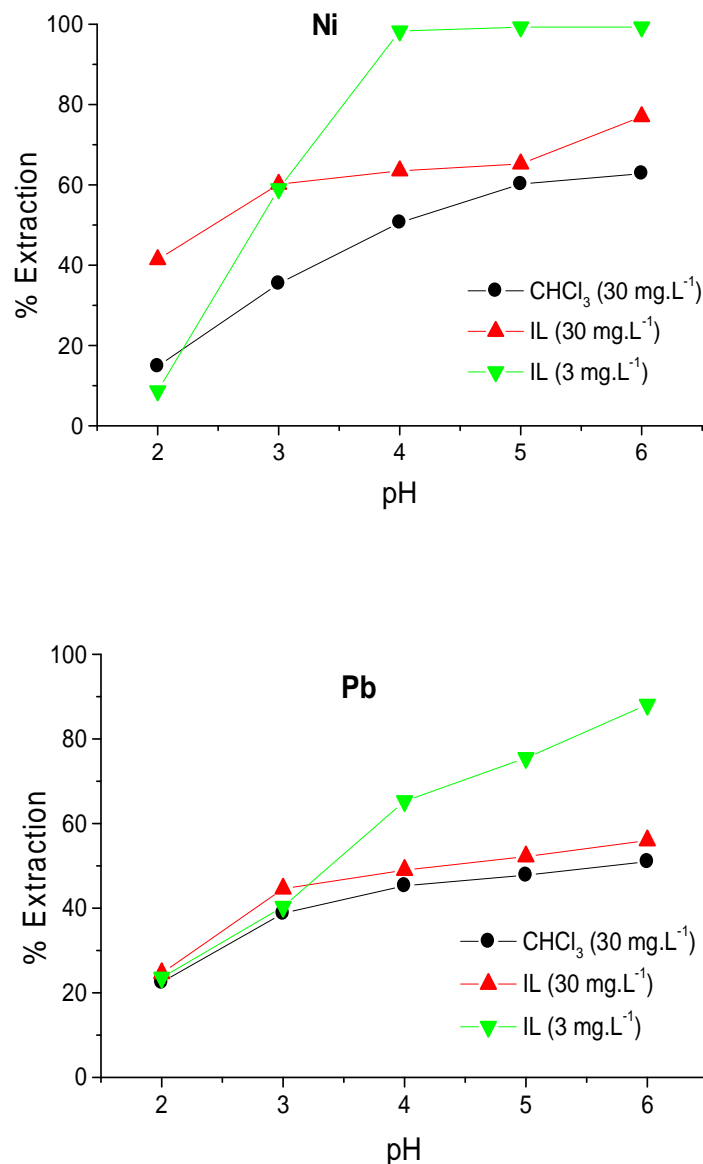 Ni
100
80
60
40
20
0
% Extraction
CHCl₃ (30 mg.L⁻¹)
IL (30 mg.L⁻¹)
IL (3 mg.L⁻¹)
2 3 4 5 6
pH
Pb
100
80
60
40
20
0
% Extraction
CHCl₃ (30 mg.L⁻¹)
IL (30 mg.L⁻¹)
IL (3 mg.L⁻¹)
2 3 4 5 6
pH